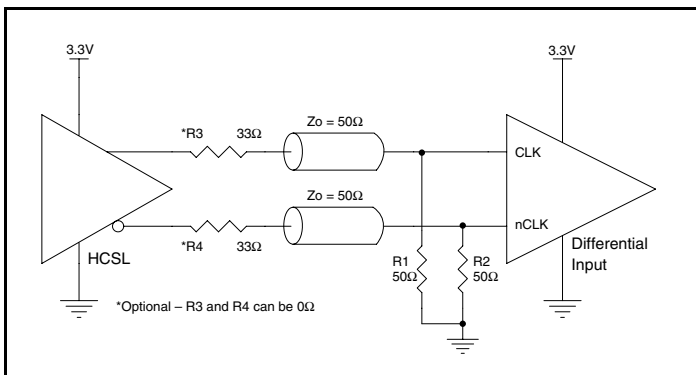 3.3V
3.3V
*R3 33Ω
Zo = 50Ω
CLK
Zo = 50Ω
nCLK
*R4 33Ω
HCSL
Differential
Input
R1
50Ω
R2
50Ω
*Optional – R3 and R4 can be 0Ω